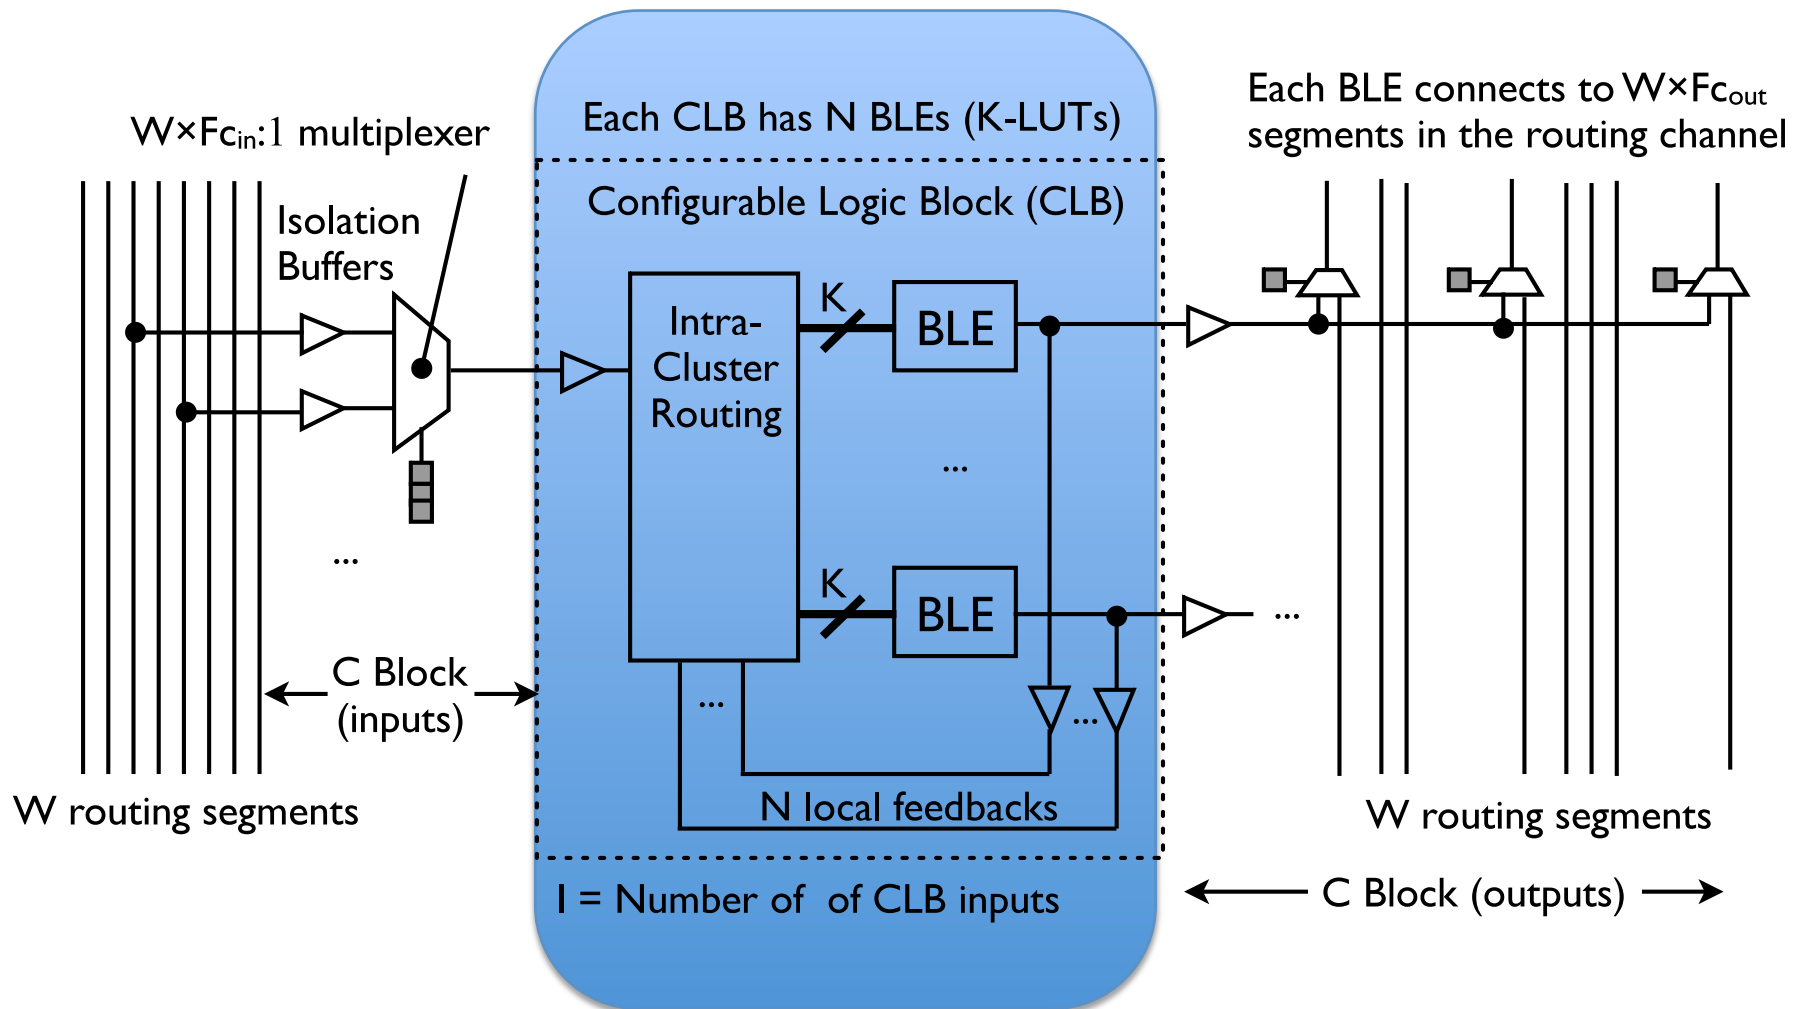 W×Fcin:1 multiplexer
Isolation
Buffers
...
C Block
(inputs)
W routing segments
Each CLB has N BLEs (K-LUTs)
Configurable Logic Block (CLB)
Intra-
Cluster
Routing
K
BLE
...
K
BLE
...
...
N local feedbacks
I = Number of of CLB inputs
Each BLE connects to W×Fcout
segments in the routing channel
...
W routing segments
C Block (outputs)